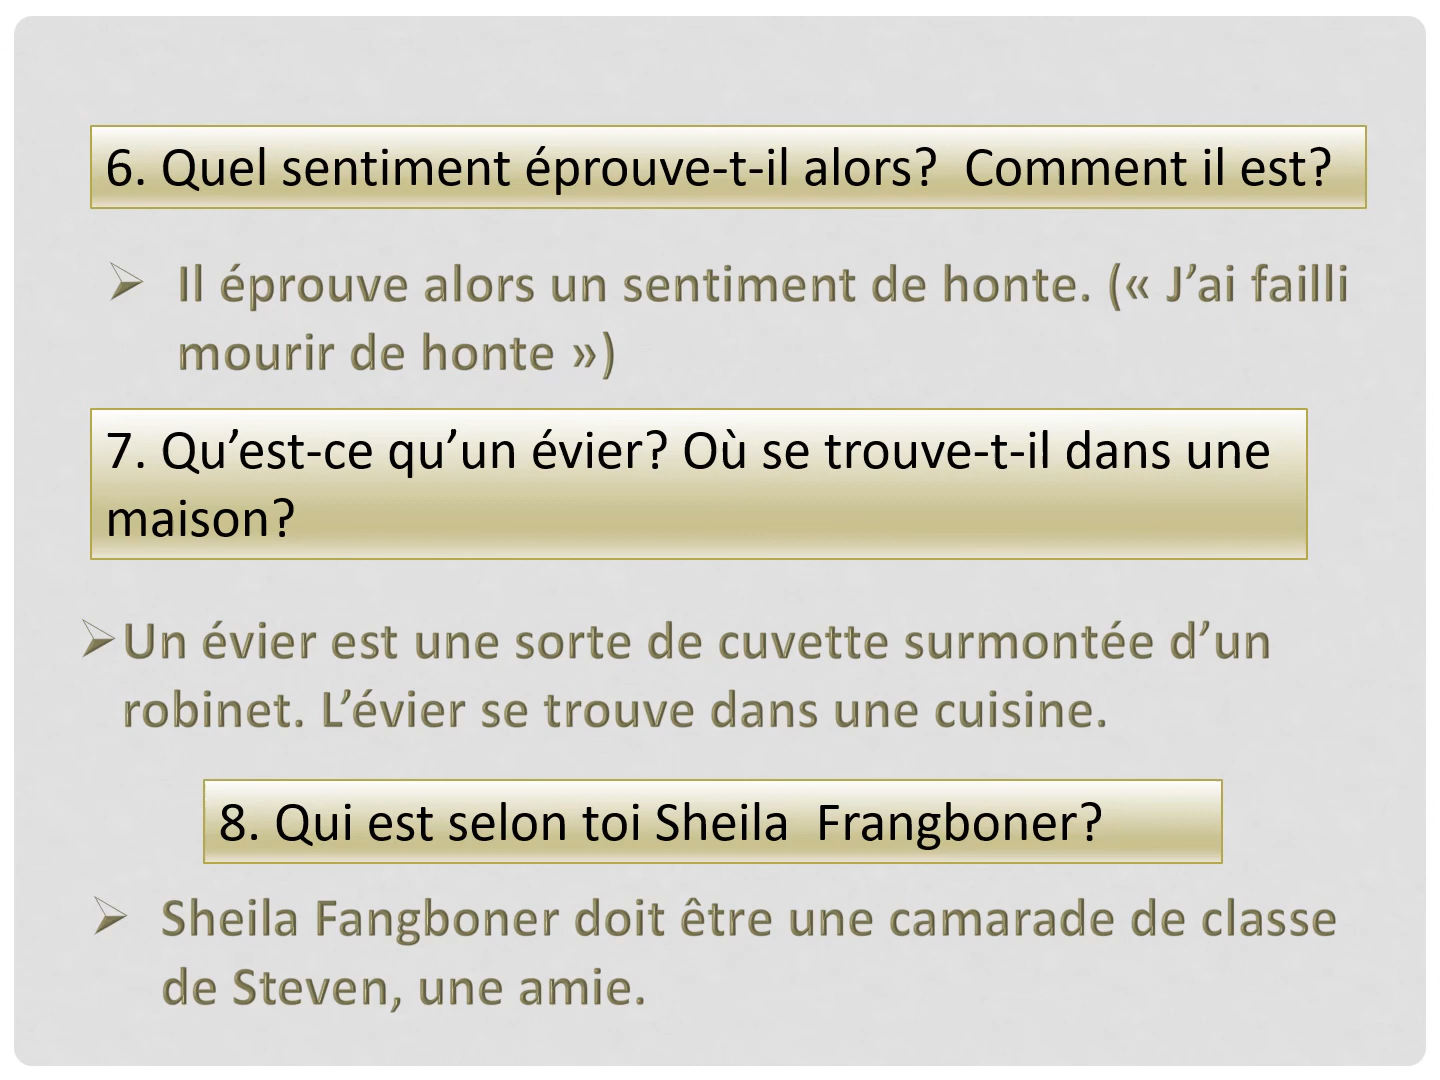 6. Quel sentiment éprouve-t-il alors?  Comment il est?
Il éprouve alors un sentiment de honte. (« J’ai failli
mourir de honte »)
7. Qu’est-ce qu’un évier? Où se trouve-t-il dans une
maison?
Un évier est une sorte de cuvette surmontée d’un
robinet. L’évier se trouve dans une cuisine.
8. Qui est selon toi Sheila  Frangboner?
Sheila Fangboner doit être une camarade de classe
de Steven, une amie.